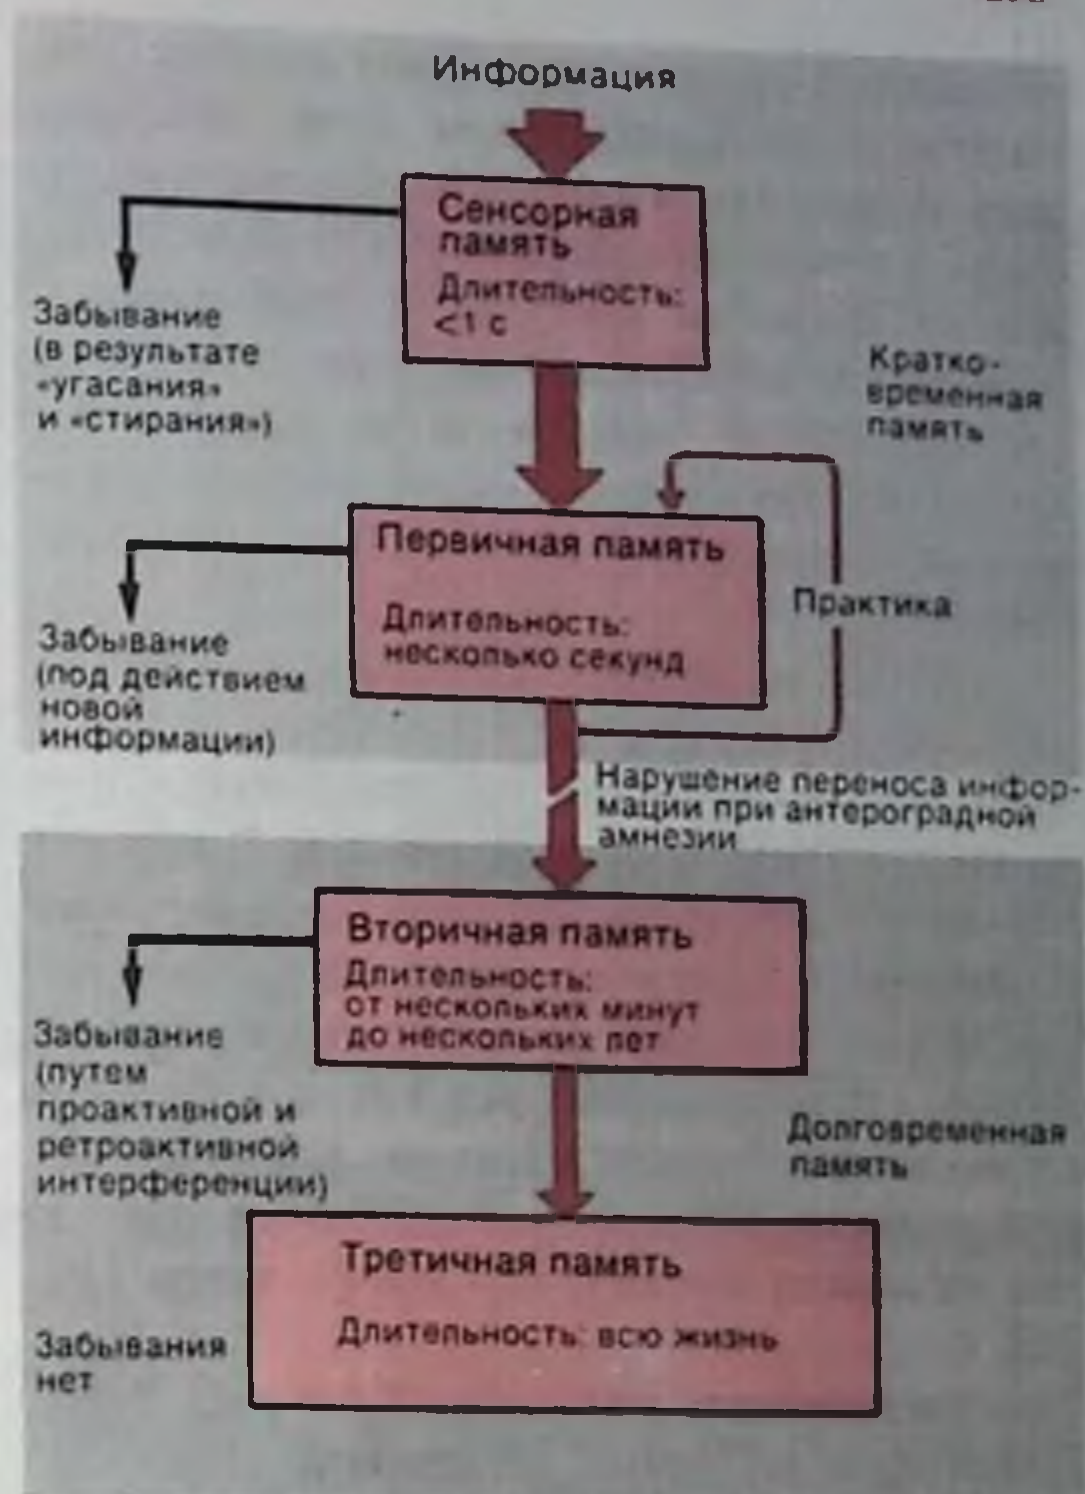 Информация
Сенсорная
память
Длительность:
<1 с
Забывание
(в результате
«угасания»
и «стирания»)
Кратко-
временная
память
Первичная память
Длительность:
несколько секунд
Практика
Забывание
(под действием
новой
информации)
Нарушение переноса инфор-
мации при антероградной
амнезии
Вторичная память
Длительность:
от нескольких минут
до нескольких лет
Забывание
(путем
проактивной и
ретроактивной
интерференции)
Долговременная
память
Третичная память
Длительность: всю жизнь
Забывания
нет